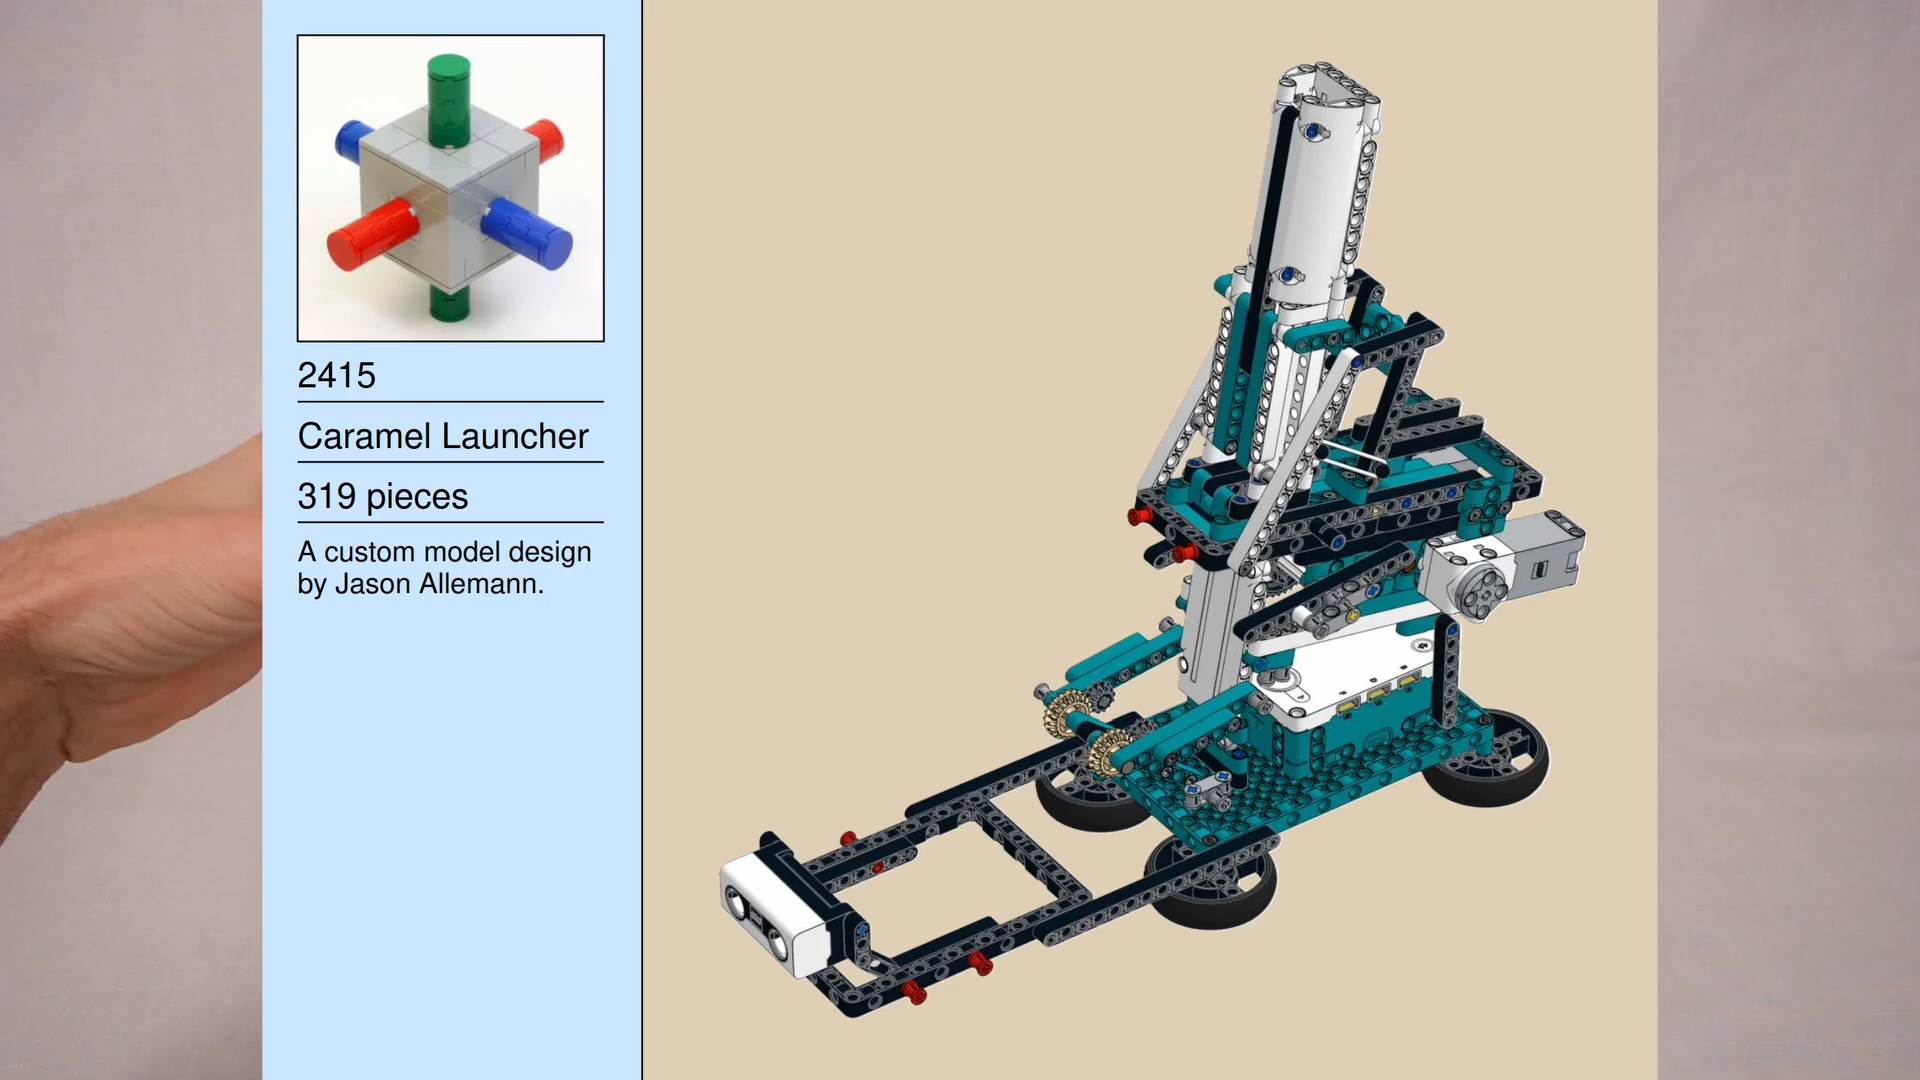 2415
Caramel Launcher
319 pieces
A custom model design
by Jason Allemann.